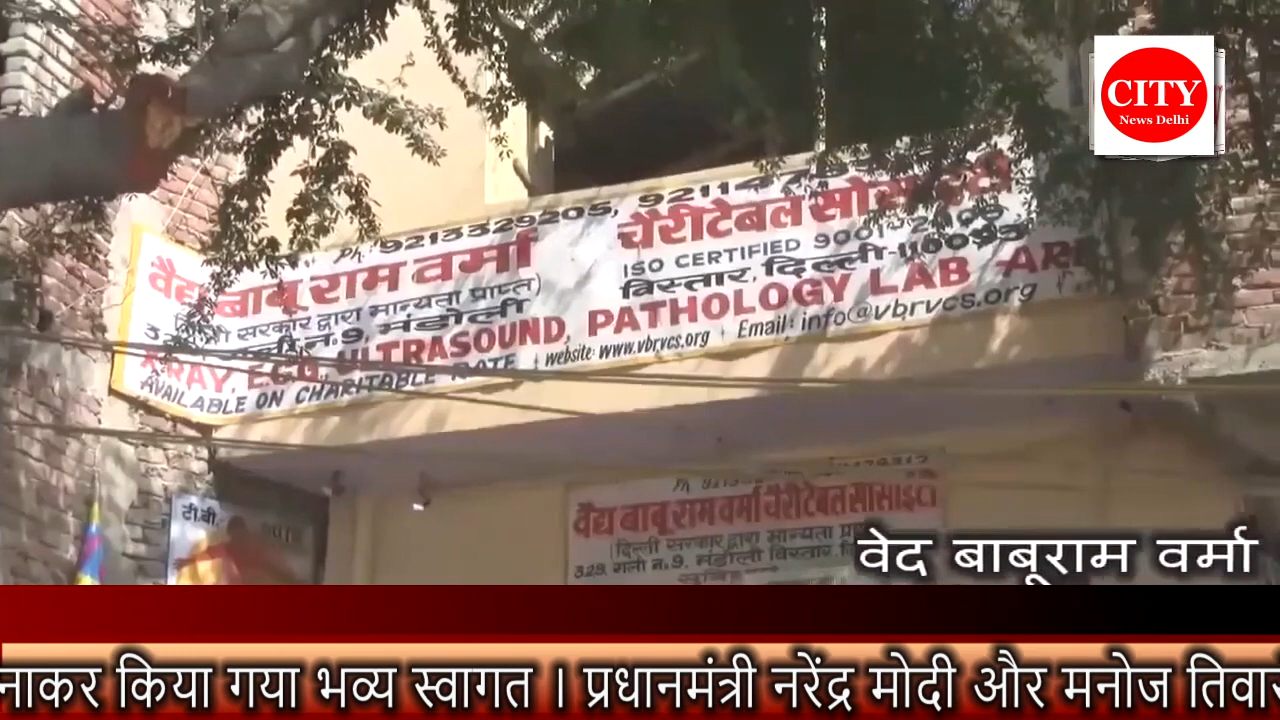 CITY
News Delhi
Ph.: 9213329205, 9211
वैद्य बाबू राम वर्मा चैरीटेबल सोसाइटी
सरकार द्वारा मान्यता प्राप्त) ISO CERTIFIED 9001
गली न.9, मंडोली विस्तार, दिल्ली-110093
X-RAY, E.C.G, ULTRASOUND, PATHOLOGY LAB
AVAILABLE ON CHARITABLE RATE website: www.vbrvcs.org Email: info@vbrvcs.org
टी.बी.
Ph
वैद्य बाबू राम वर्मा चैरीटेबल सोसाइटी
(दिल्ली सरकार द्वारा मान्यता
329, गली न.9, मंडोली विस्तार,
वेद बाबूराम वर्मा
नाकर किया गया भव्य स्वागत । प्रधानमंत्री नरेंद्र मोदी और मनोज